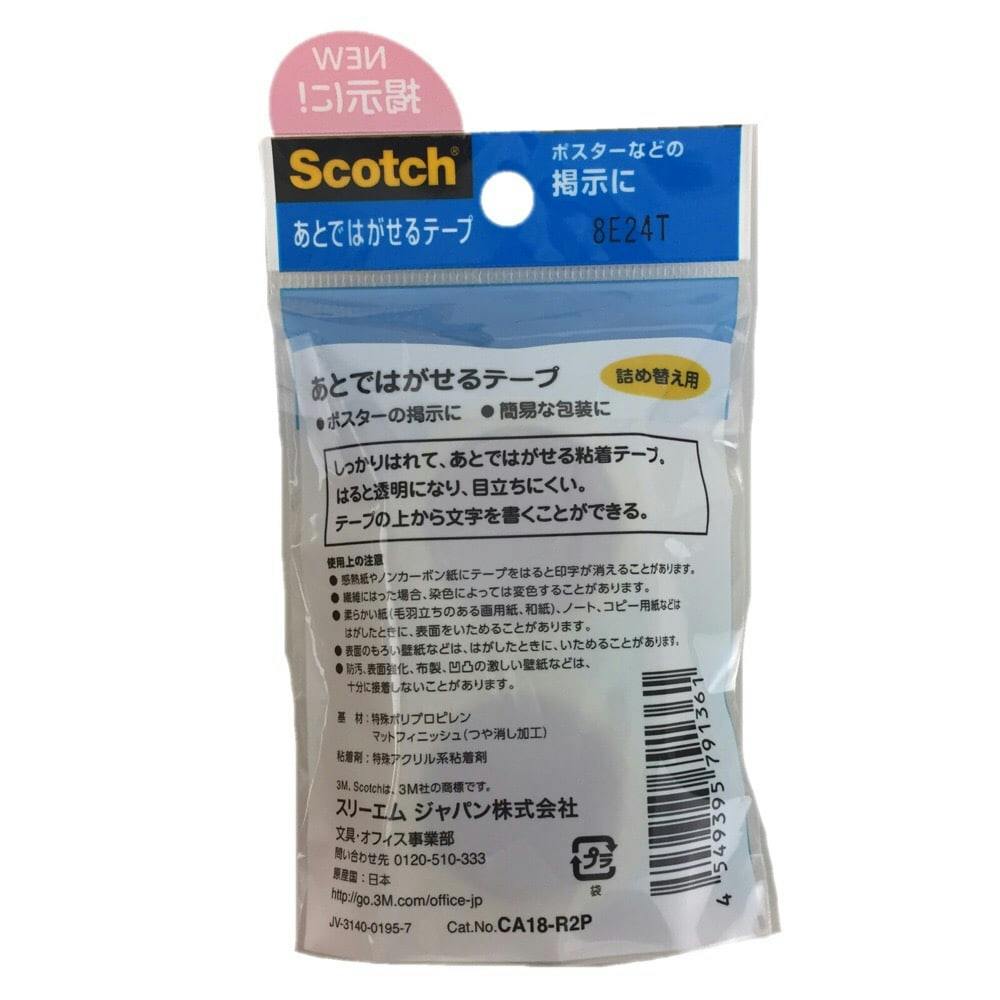 NEW
掲示に!
Scotch®
あとではがせるテープ
ポスターなどの
掲示に
8E24T
あとではがせるテープ
詰め替え用
●ポスターの掲示に ●簡易な包装に
しっかりはれて、あとではがせる粘着テープ。
はると透明になり、目立ちにくい。
テープの上から文字を書くことができる。
使用上の注意
●感熱紙やノンカーボン紙にテープをはると印字が消えることがあります。
●繊維にはった場合、染色によっては変色することがあります。
●柔らかい紙(毛羽立ちのある画用紙、和紙)、ノート、コピー用紙などは
はがしたときに、表面をいためることがあります。
●表面のもろい壁紙などは、はがしたときに、いためることがあります。
●防汚、表面強化、布製、凹凸の激しい壁紙などは、
十分に接着しないことがあります。
基 材:特殊ポリプロピレン
マットフィニッシュ(つや消し加工)
粘着剤:特殊アクリル系粘着剤
3M、Scotchは、3M社の商標です。
スリーエム ジャパン株式会社
文具・オフィス事業部
問い合わせ先 0120-510-333
原産国:日本
http://go.3M.com/office-jp
JV-3140-0195-7 Cat.No.CA18-R2P
プラ
袋
4 549395 791361